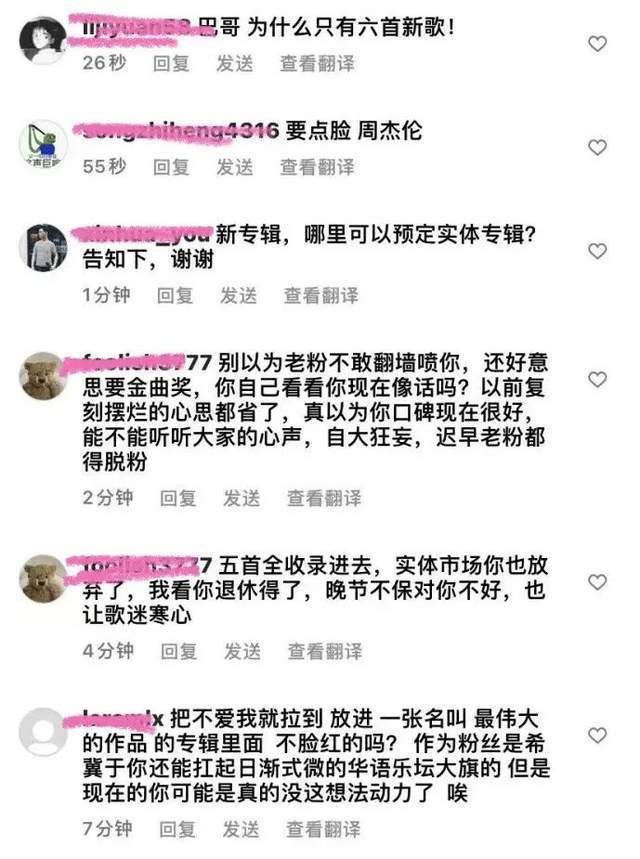 巴哥 为什么只有六首新歌！
26秒 回复 发送 查看翻译
4316 要点脸 周杰伦
55秒 回复 发送 查看翻译
新专辑，哪里可以预定实体专辑？
告知下，谢谢
1分钟 回复 发送 查看翻译
777 别以为老粉不敢翻墙喷你，还好意
思要金曲奖，你自己看看你现在像话吗？以前复
刻摆烂的心思都省了，真以为你口碑现在很好，
能不能听听大家的心声，自大狂妄，迟早老粉都
得脱粉
2分钟 回复 发送 查看翻译
五首全收录进去，实体市场你也放
弃了，我看你退休得了，晚节不保对你不好，也
让歌迷寒心
4分钟 回复 发送 查看翻译
把不爱我就拉到 放进 一张名叫 最伟大
的作品 的专辑里面 不脸红的吗？ 作为粉丝是希
冀于你还能扛起日渐式微的华语乐坛大旗的 但是
现在的你可能是真的没这想法动力了 唉
7分钟 回复 发送 查看翻译